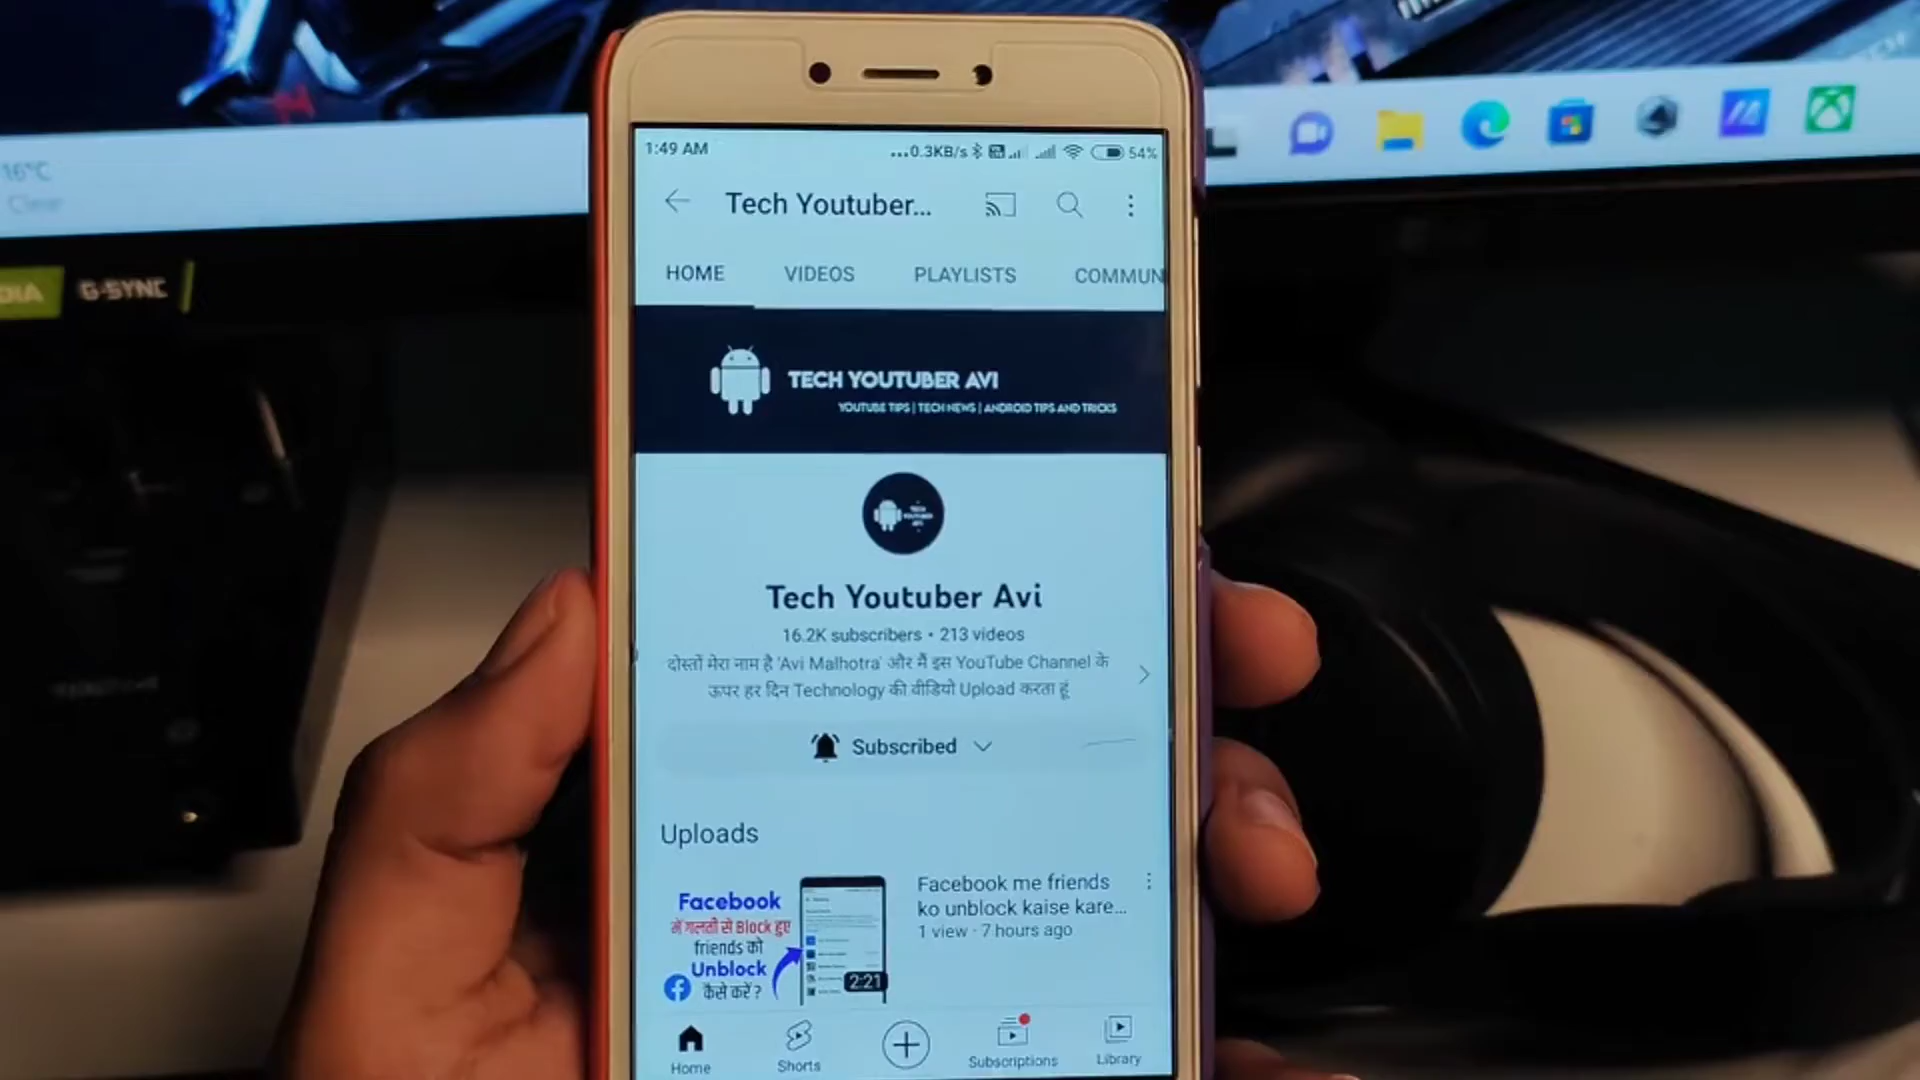 16°C
Clear
G-SYNC
1:49 AM
...0.3KB/s
54%
Tech Youtuber...
HOME
VIDEOS
PLAYLISTS
COMMUN
TECH YOUTUBER AVI
YOUTUBE TIPS | TECH NEWS | ANDROID TIPS AND TRICKS
Tech Youtuber Avi
16.2K subscribers • 213 videos
दोस्तों मेरा नाम है 'Avi Malhotra' और मैं इस YouTube Channel के
ऊपर हर दिन Technology की वीडियो Upload करता हूं
Subscribed
Uploads
Facebook
में गलती से Block हुए
friends को
Unblock
कैसे करें ?
2:21
Facebook me friends
ko unblock kaise kare...
1 view · 7 hours ago
Home
Shorts
Subscriptions
Library